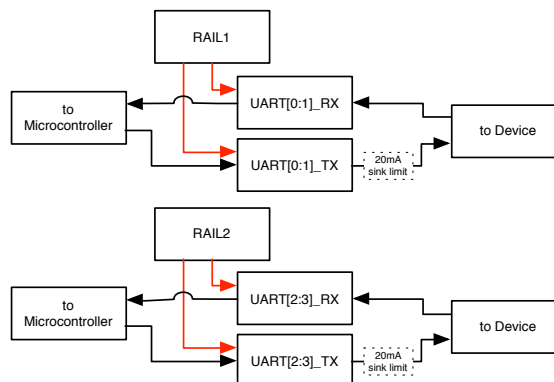 RAIL1
UART[0:1]_RX
to
Microcontroller
to Device
UART[0:1]_TX
20mA
sink limit
RAIL2
UART[2:3]_RX
to
Microcontroller
to Device
UART[2:3]_TX
20mA
sink limit